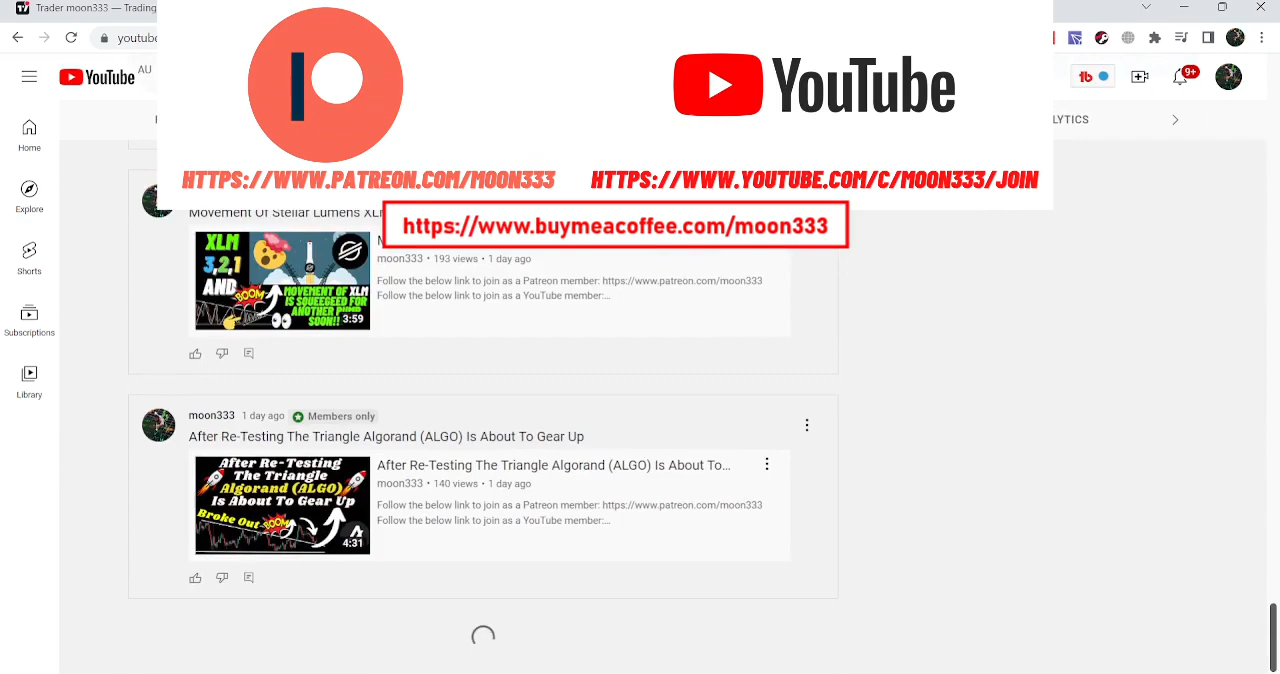 Trader moon333 — Trading
youtube
YouTube AU
9+
YouTube
HTTPS://WWW.PATREON.COM/MOON333
HTTPS://WWW.YOUTUBE.COM/C/MOON333/JOIN
https://www.buymeacoffee.com/moon333
LYTICS
Home
Explore
Shorts
Subscriptions
Library
Movement Of Stellar Lumens
moon333 • 193 views • 1 day ago
Follow the below link to join as a Patreon member: https://www.patreon.com/moon333
Follow the below link to join as a YouTube member:...
XLM
3,2,1
AND
BOOM
MOVEMENT OF XLM
IS SQUEEGEED FOR
ANOTHER
SOON!!
3:59
moon333 1 day ago Members only
After Re-Testing The Triangle Algorand (ALGO) Is About To Gear Up
After Re-Testing
The Triangle
Algorand (ALGO)
Is About To Gear Up
Broke Out
BOOM
4:31
After Re-Testing The Triangle Algorand (ALGO) Is About To...
moon333 • 140 views • 1 day ago
Follow the below link to join as a Patreon member: https://www.patreon.com/moon333
Follow the below link to join as a YouTube member:...